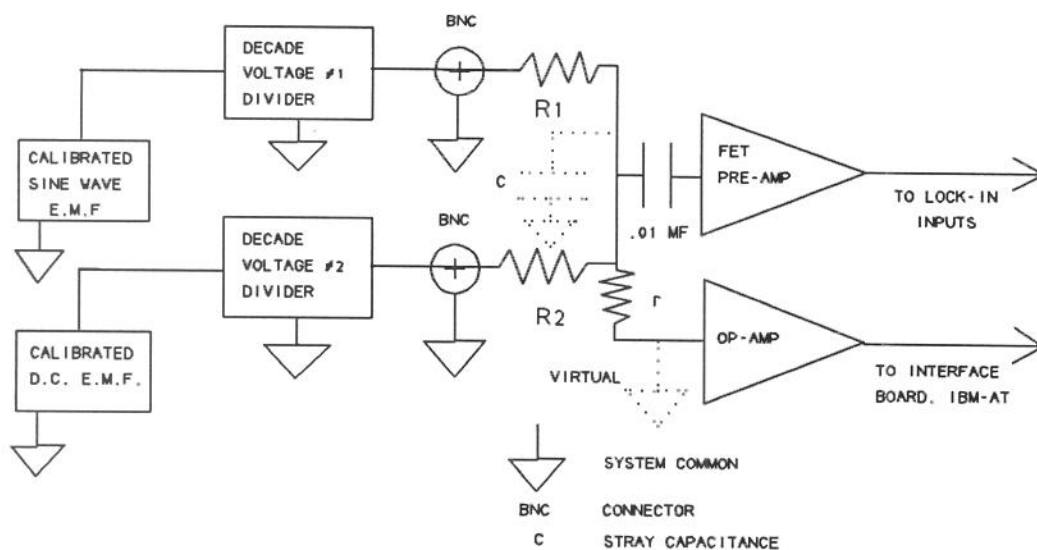 BNC
DECADE
VOLTAGE #1
DIVIDER
R1
CALIBRATED
SINE WAVE
E.M.F
C
FET
PRE-AMP
TO LOCK-IN
INPUTS
BNC
.01 MF
DECADE
VOLTAGE #2
DIVIDER
R2
r
CALIBRATED
D.C. E.M.F.
OP-AMP
VIRTUAL
TO INTERFACE
BOARD. IBM-AT
SYSTEM COMMON
BNC CONNECTOR
C STRAY CAPACITANCE